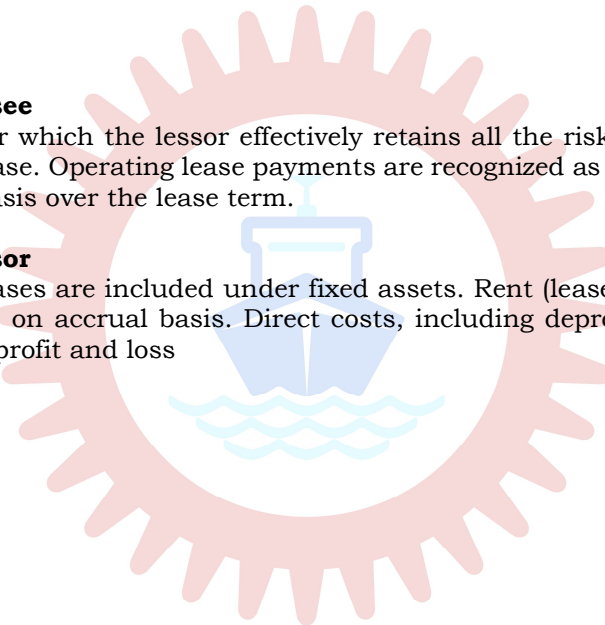 see
r which the lessor effectively retains all the risk
ase. Operating lease payments are recognized as
asis over the lease term.
sor
ases are included under fixed assets. Rent (lease
on accrual basis. Direct costs, including depre
profit and loss